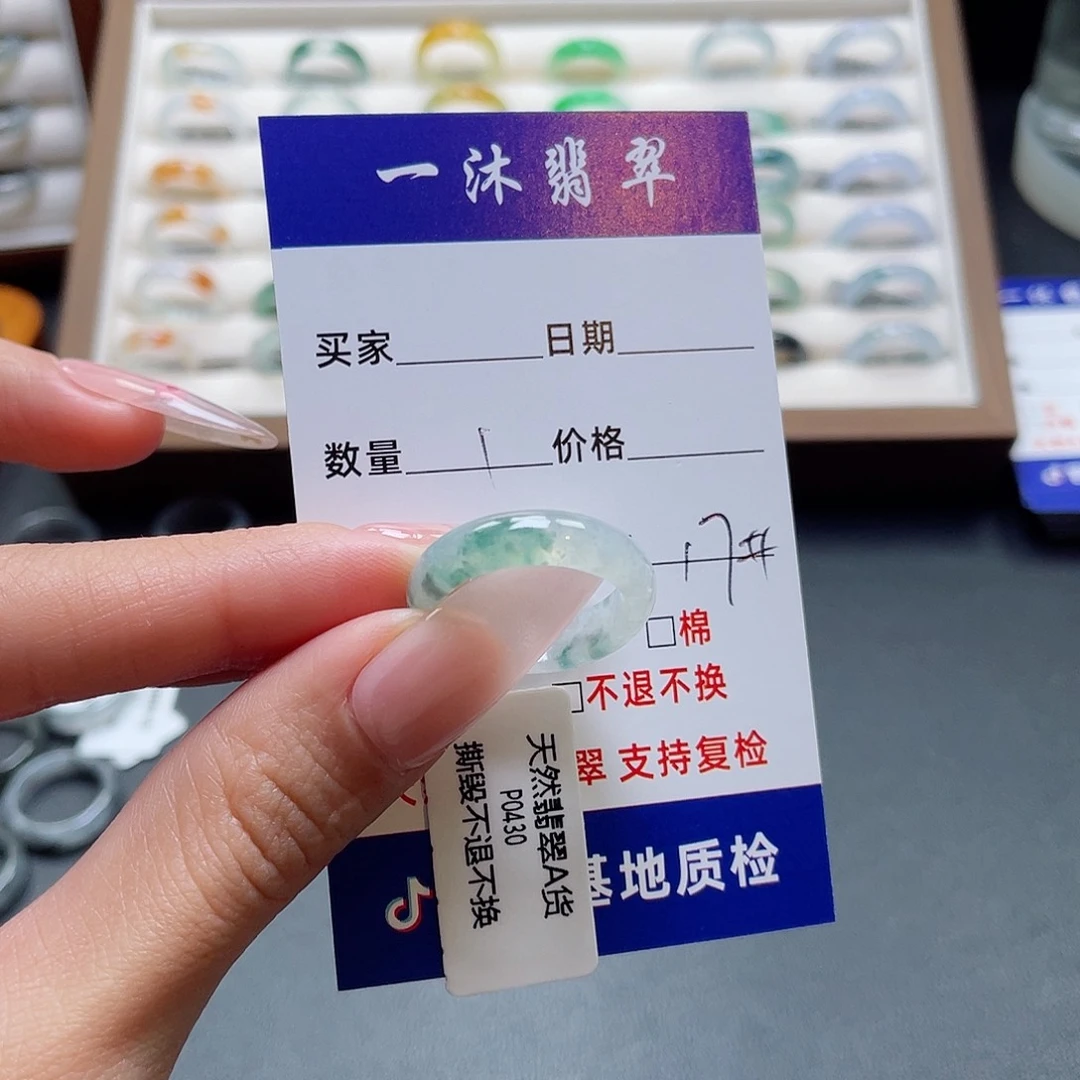 一沐翡翠
买家 日期
数量 1 价格
17#
□棉
□不退不换
翠 支持复检
基地质检
天然翡翠A货
P0430
撕毁不退不换